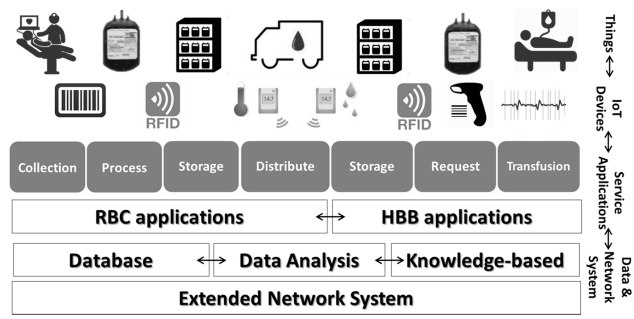 Things
RFID
14.7
14.7
RFID
IoT
Devices
Collection
Process
Storage
Distribute
Storage
Request
Transfusion
Service
Applications
RBC applications
HBB applications
Database
Data Analysis
Knowledge-based
Data &
Network
System
Extended Network System